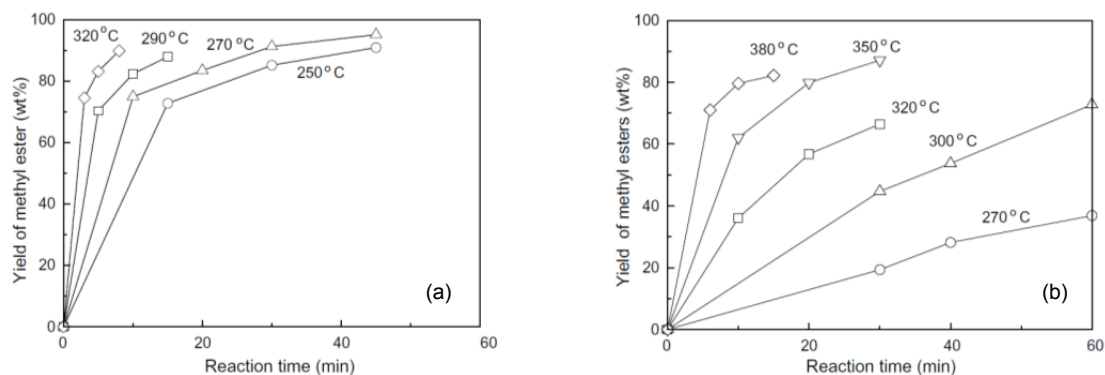 100
80
60
40
20
0
Yield of methyl ester (wt%)
320°C
290°C
270°C
250°C
(a)
0
20
40
60
Reaction time (min)
100
80
60
40
20
0
Yield of methyl esters (wt%)
380°C
350°C
320°C
300°C
270°C
(b)
0
20
40
60
Reaction time (min)